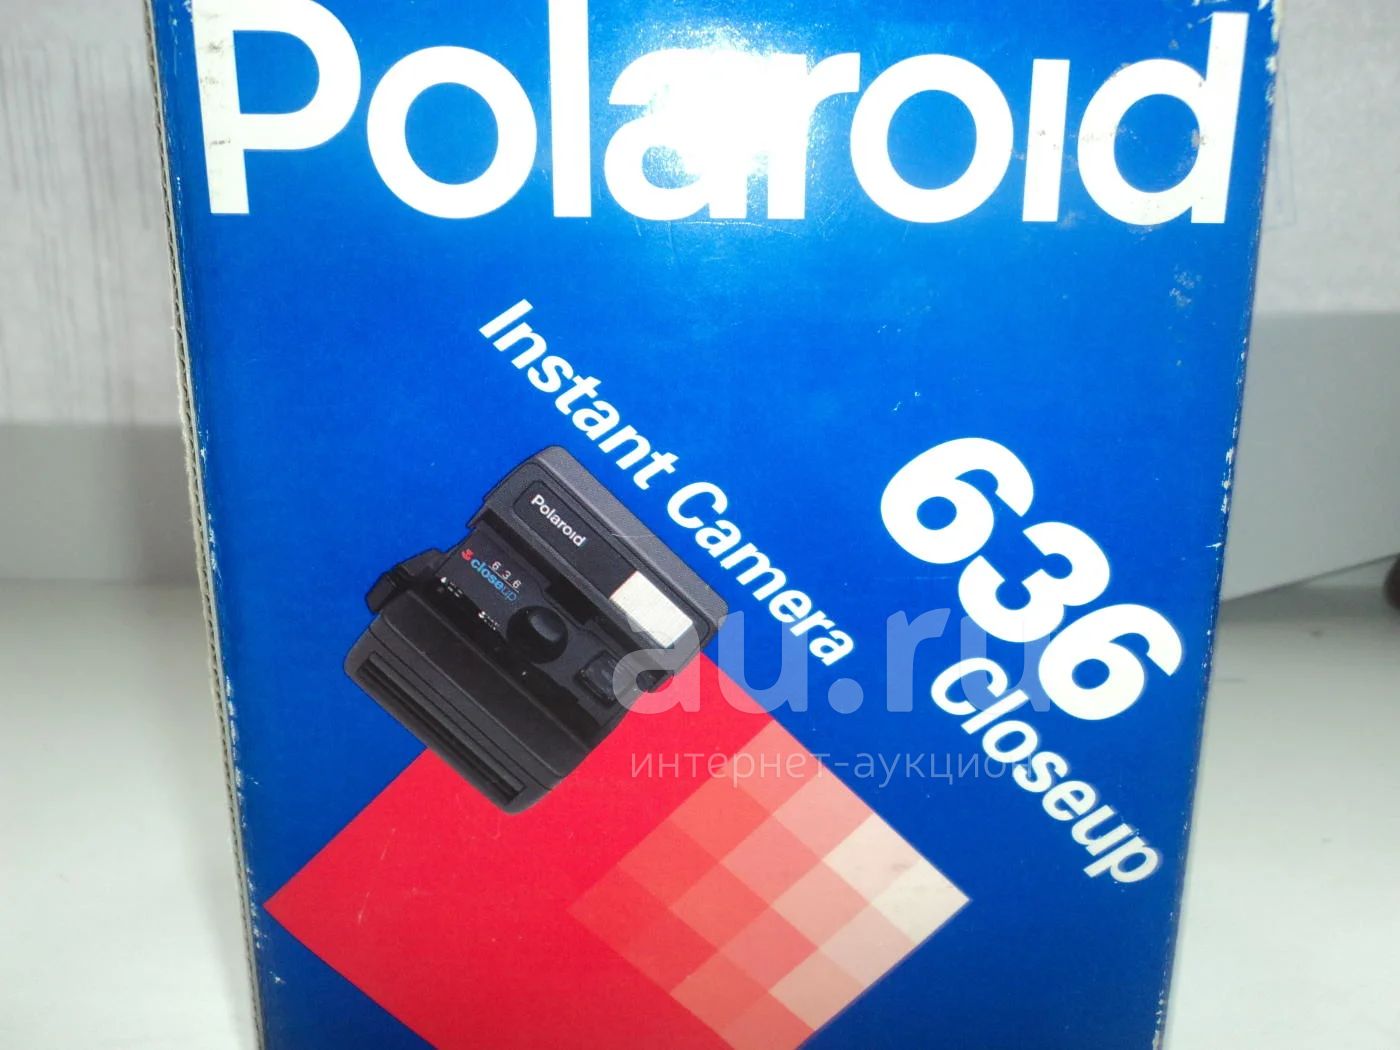 Polaroid
Instant Camera
636
Closeup
Polaroid
636
closeup
au.ru
интернет-аукцион